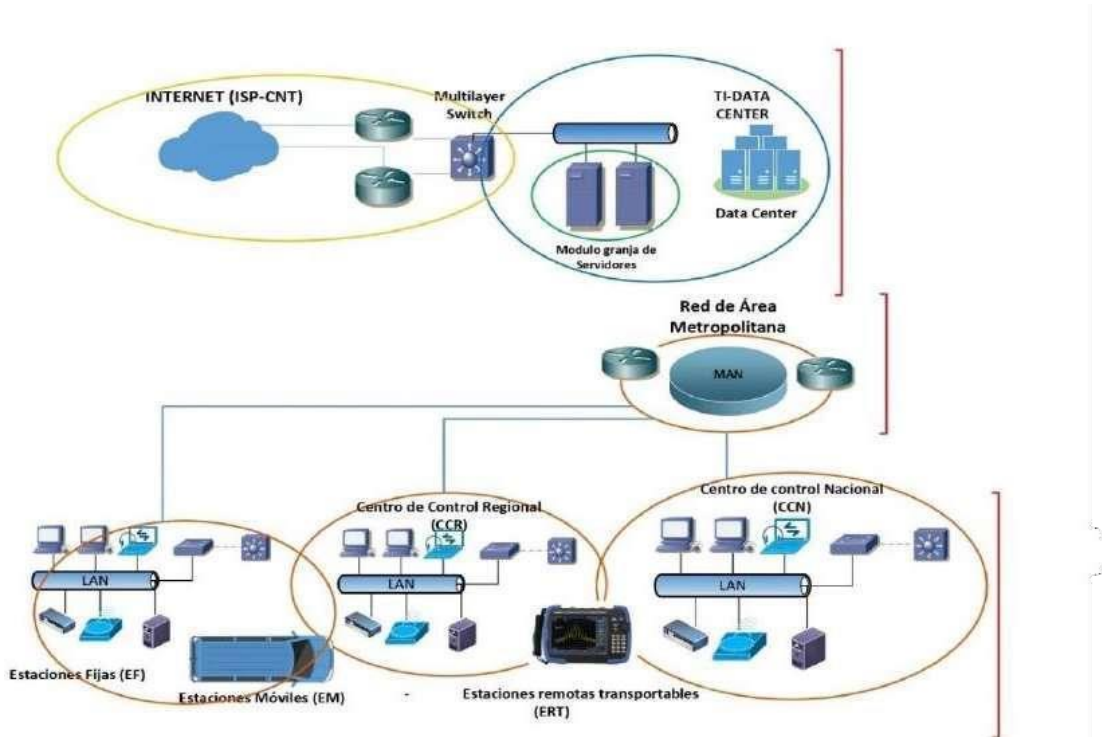 INTERNET (ISP-CNT)
Multilayer
Switch
TI-DATA
CENTER
Data Center
Modulo granja de
Servidores
Red de Área
Metropolitana
MAN
Centro de Control Regional
(CCR)
Centro de control Nacional
(CCN)
LAN
LAN
LAN
Estaciones Fijas (EF)
Estaciones Móviles (EM)
-
Estaciones remotas transportables
(ERT)